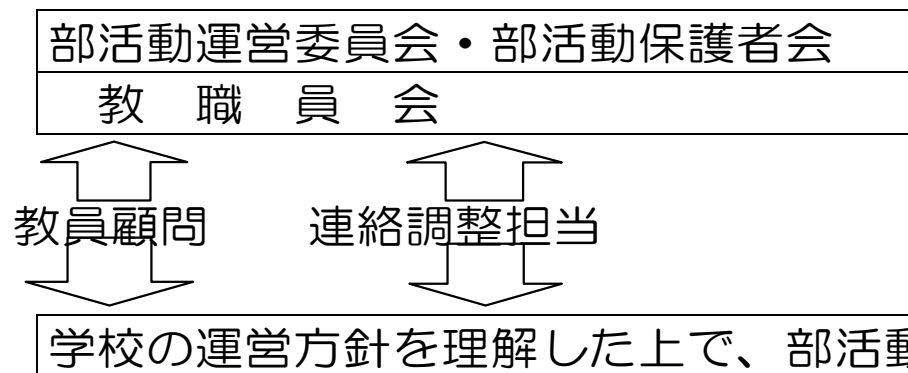 部活動運営委員会・部活動保護者会
教　職　員　会
教員顧問　連絡調整担当
学校の運営方針を理解した上で、部活動